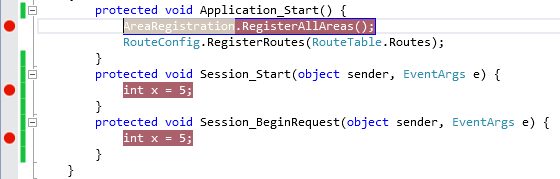 protected void Application_Start() {
AreaRegistration.RegisterAllAreas();
RouteConfig.RegisterRoutes(RouteTable.Routes);
}
protected void Session_Start(object sender, EventArgs e) {
int x = 5;
}
protected void Session_BeginRequest(object sender, EventArgs e) {
int x = 5;
}
}